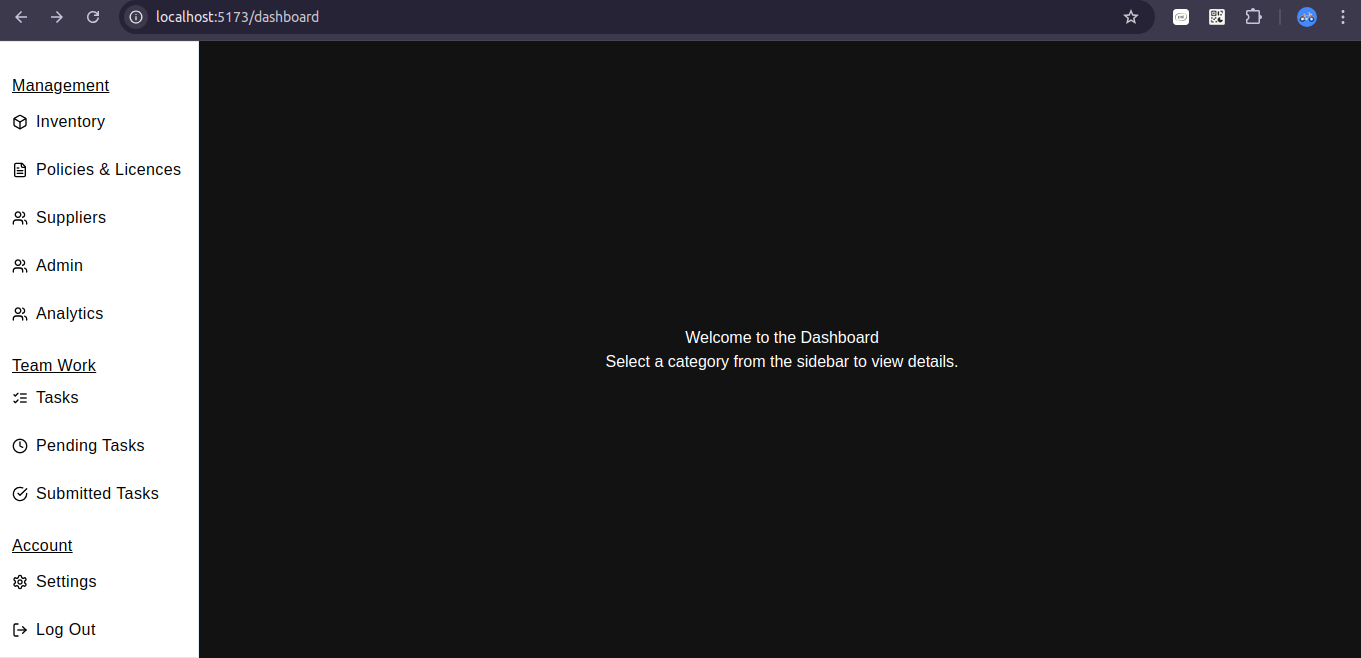 localhost:5173/dashboard
Management
Inventory
Policies & Licences
Suppliers
Admin
Analytics
Team Work
Tasks
Pending Tasks
Submitted Tasks
Account
Settings
Log Out
Welcome to the Dashboard
Select a category from the sidebar to view details.